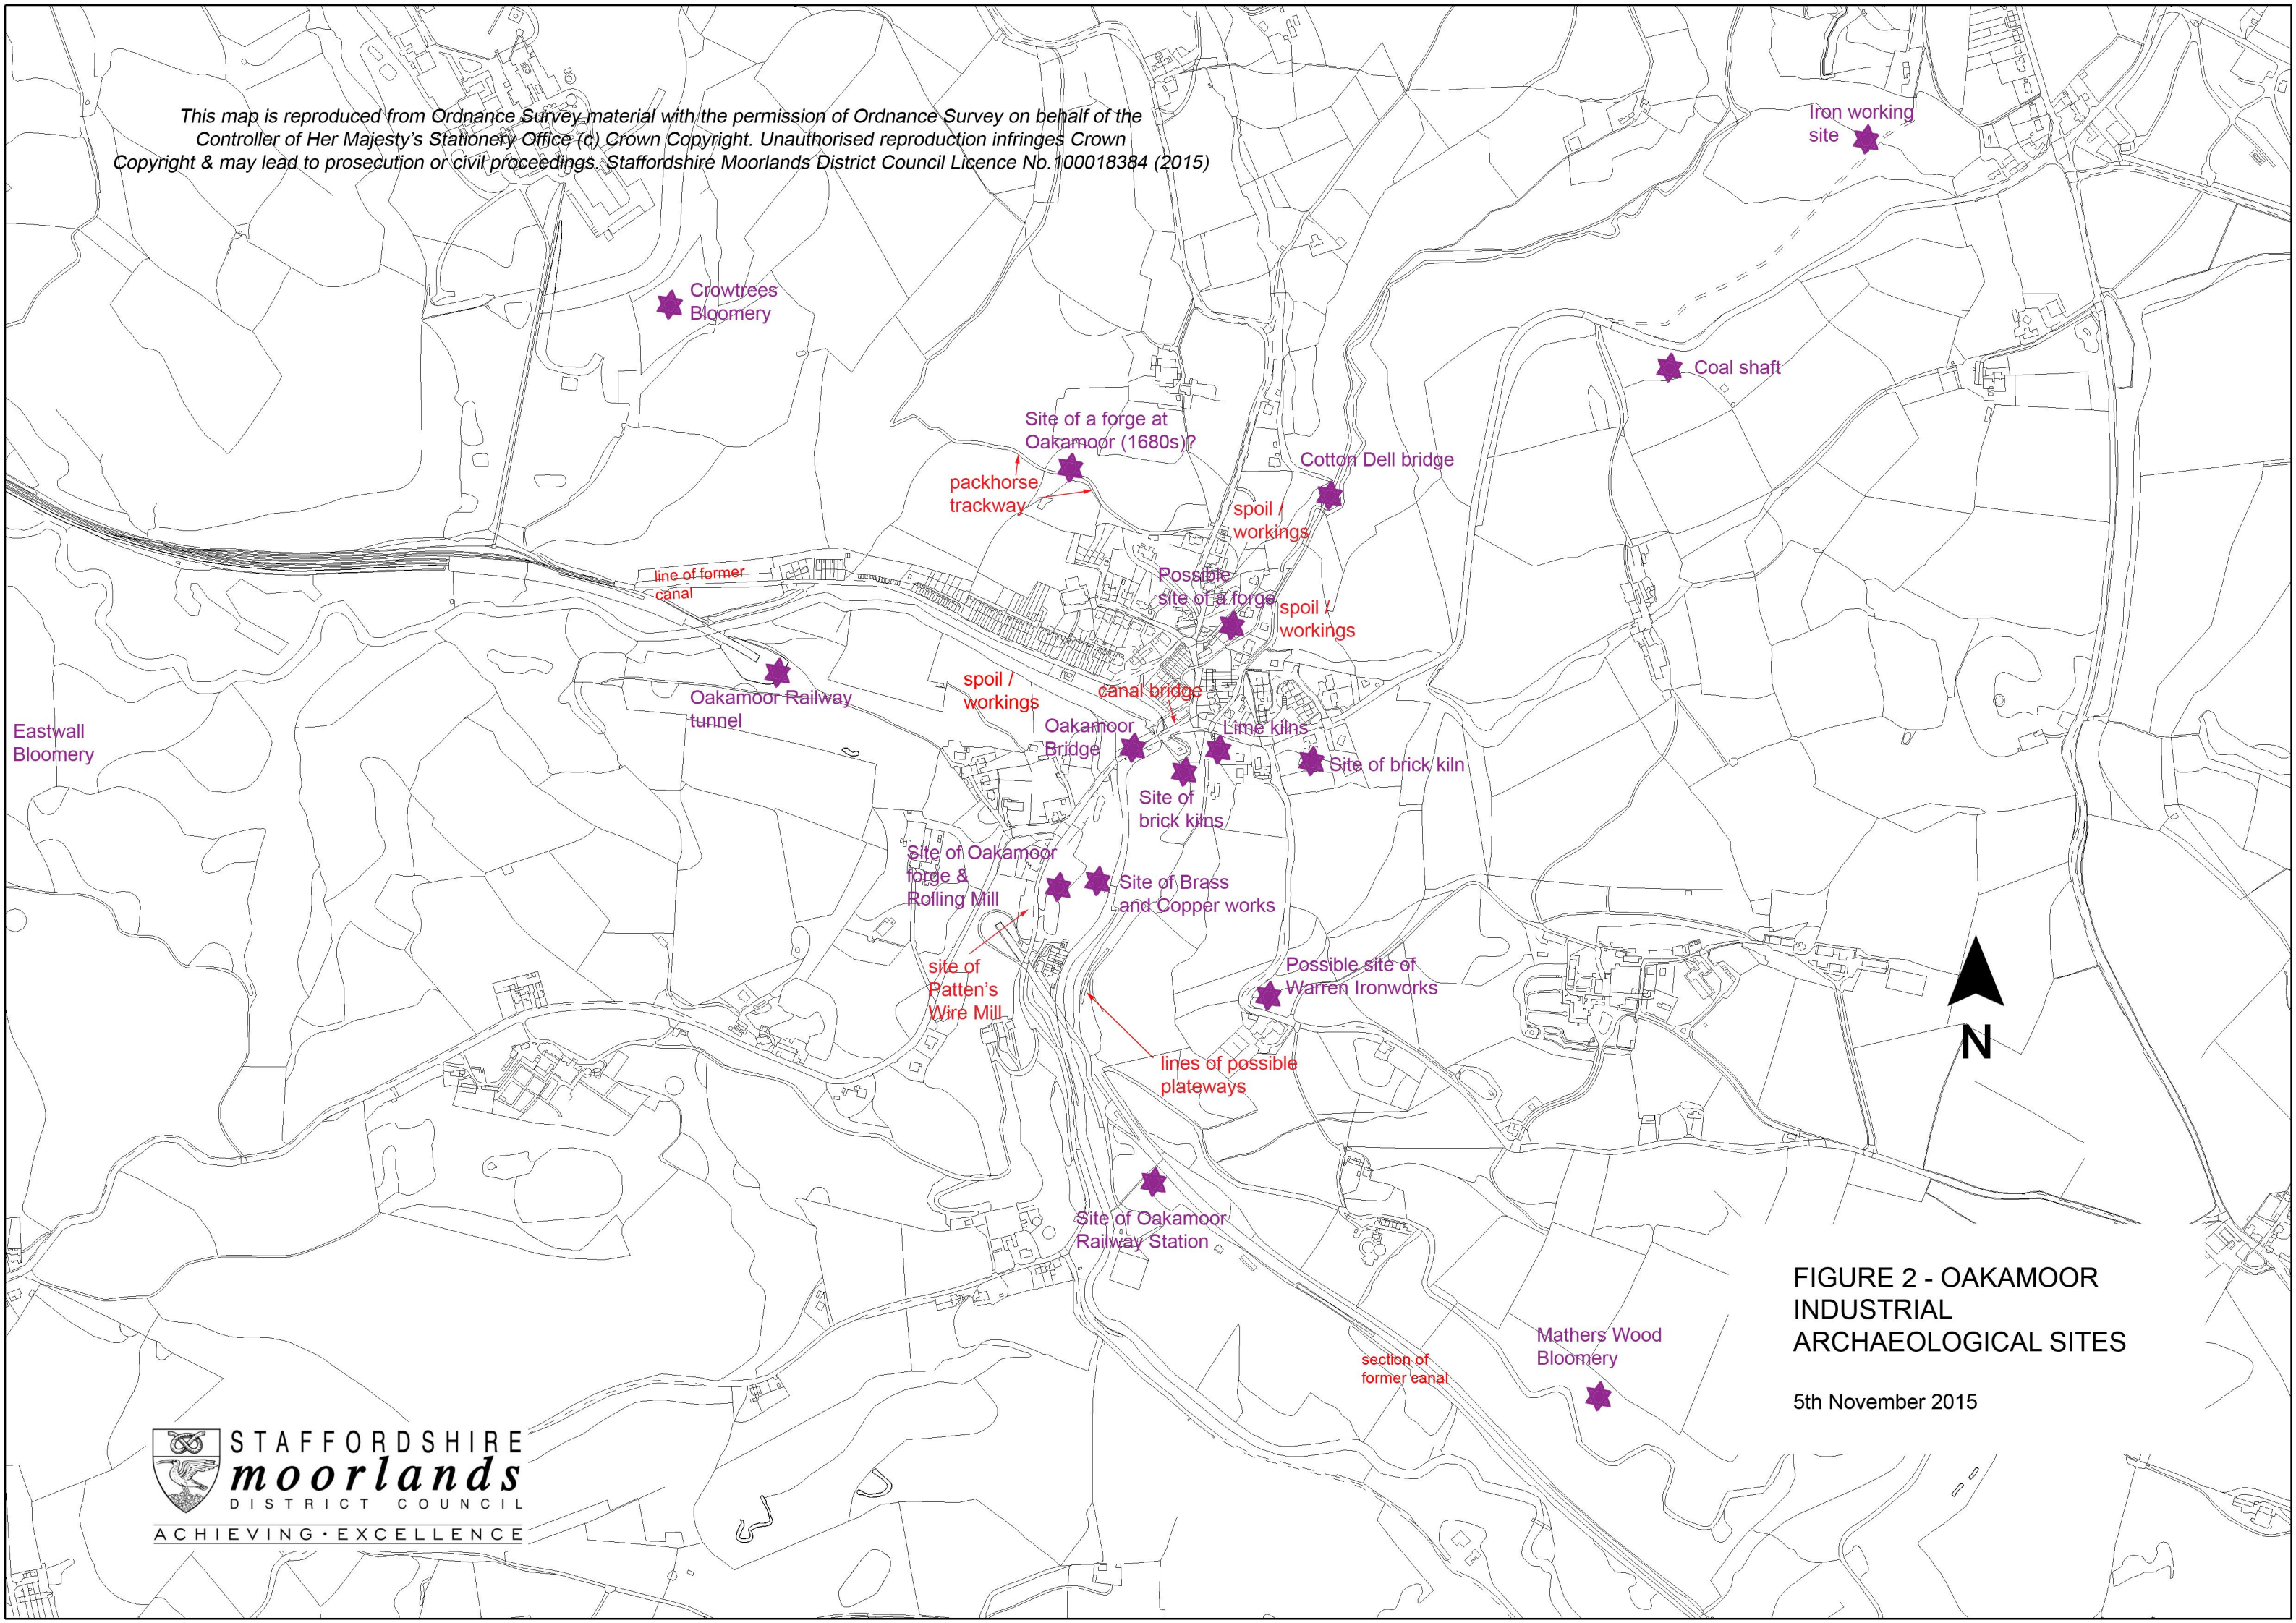 This map is reproduced from Ordnance Survey material with the permission of Ordnance Survey on behalf of the
Controller of Her Majesty's Stationery Office (c) Crown Copyright. Unauthorised reproduction infringes Crown
Copyright & may lead to prosecution or civil proceedings. Staffordshire Moorlands District Council Licence No.100018384 (2015)
Iron working
site
Crowtrees
Bloomery
Coal shaft
Site of a forge at
Oakamoor (1680s)?
Cotton Dell bridge
packhorse
trackway
spoil /
workings
line of former
canal
Possible
site of a forge
spoil /
workings
Oakamoor Railway
tunnel
spoil /
workings
canal bridge
Eastwall
Bloomery
Oakamoor
Bridge
Lime kilns
Site of brick kiln
Site of
brick kilns
Site of Oakamoor
forge &
Rolling Mill
Site of Brass
and Copper works
site of
Patten's
Wire Mill
Possible site of
Warren Ironworks
N
lines of possible
plateways
Site of Oakamoor
Railway Station
Mathers Wood
Bloomery
section of
former canal
FIGURE 2 - OAKAMOOR
INDUSTRIAL
ARCHAEOLOGICAL SITES
5th November 2015
STAFFORDSHIRE
moorlands
DISTRICT COUNCIL
ACHIEVING • EXCELLENCE